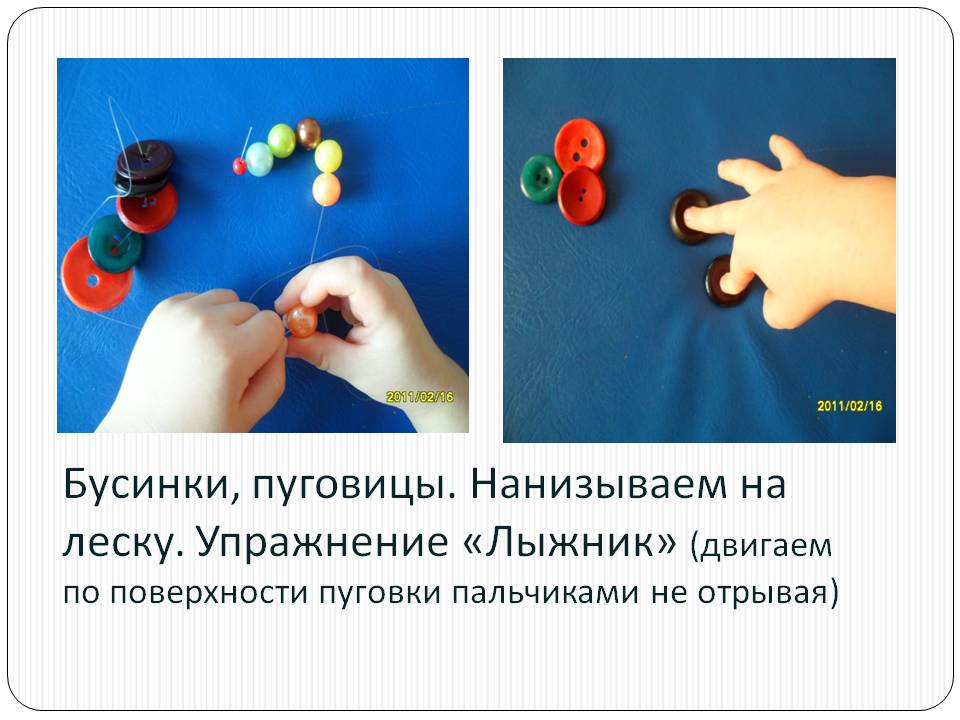 2011/02/16
2011/02/16
Бусинки, пуговицы. Нанизываем на
леску. Упражнение «Лыжник» (двигаем
по поверхности пуговки пальчиками не отрывая)